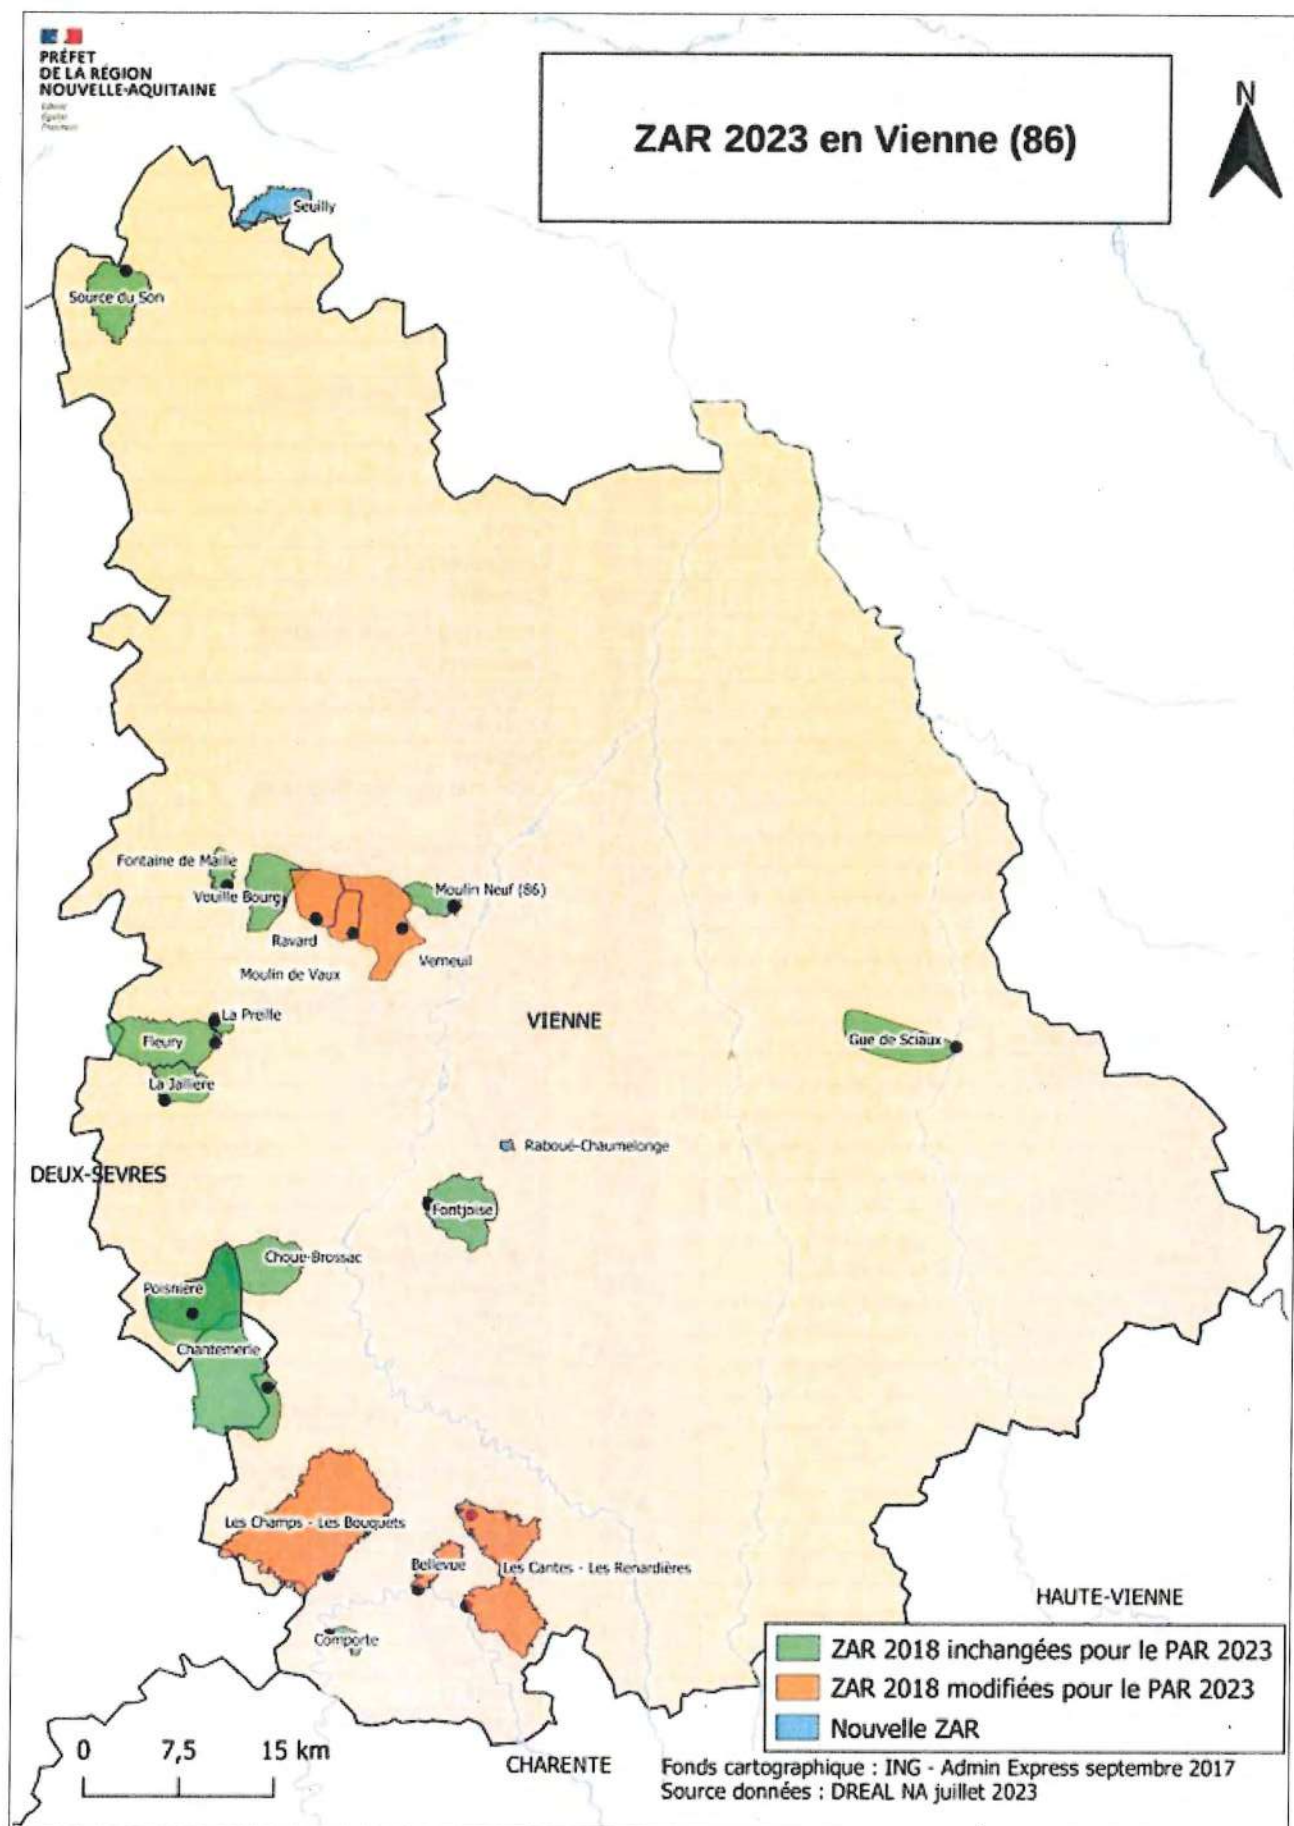 PRÉFET
DE LA RÉGION
NOUVELLE-AQUITAINE
Liberté
Égalité
Fraternité
ZAR 2023 en Vienne (86)
N
Seuilly
Source du Son
Fontaine de Maille
Vouille Bourg
Moulin Neuf (86)
Ravard
Verneuil
Moulin de Vaux
La Preille
VIENNE
Fleury
Gue de Sciaux
La Jalliere
Raboué-Chaumelonge
DEUX-SEVRES
Fontjoise
Choue-Brossac
Poisnière
Chantemerle
Les Champs - Les Bouquets
Bellevue
Les Cantes - Les Renardières
HAUTE-VIENNE
Comporte
ZAR 2018 inchangées pour le PAR 2023
ZAR 2018 modifiées pour le PAR 2023
Nouvelle ZAR
0 7,5 15 km
CHARENTE
Fonds cartographique : ING - Admin Express septembre 2017
Source données : DREAL NA juillet 2023